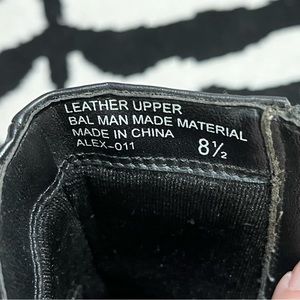 LEATHER UPPER
BAL MAN MADE MATERIAL
MADE IN CHINA
ALEX-011 8½